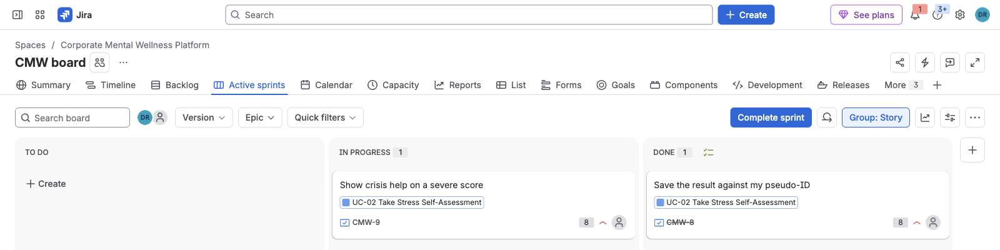 Jira
Search
Create
See plans
1
3+
DR
Spaces / Corporate Mental Wellness Platform
CMW board
Summary
Timeline
Backlog
Active sprints
Calendar
Capacity
Reports
List
Forms
Goals
Components
Development
Releases
More 3
Search board
DR
Version
Epic
Quick filters
Complete sprint
Group: Story
TO DO
Create
IN PROGRESS 1
Show crisis help on a severe score
UC-02 Take Stress Self-Assessment
CMW-9
8
DONE 1
Save the result against my pseudo-ID
UC-02 Take Stress Self-Assessment
CMW-8
8